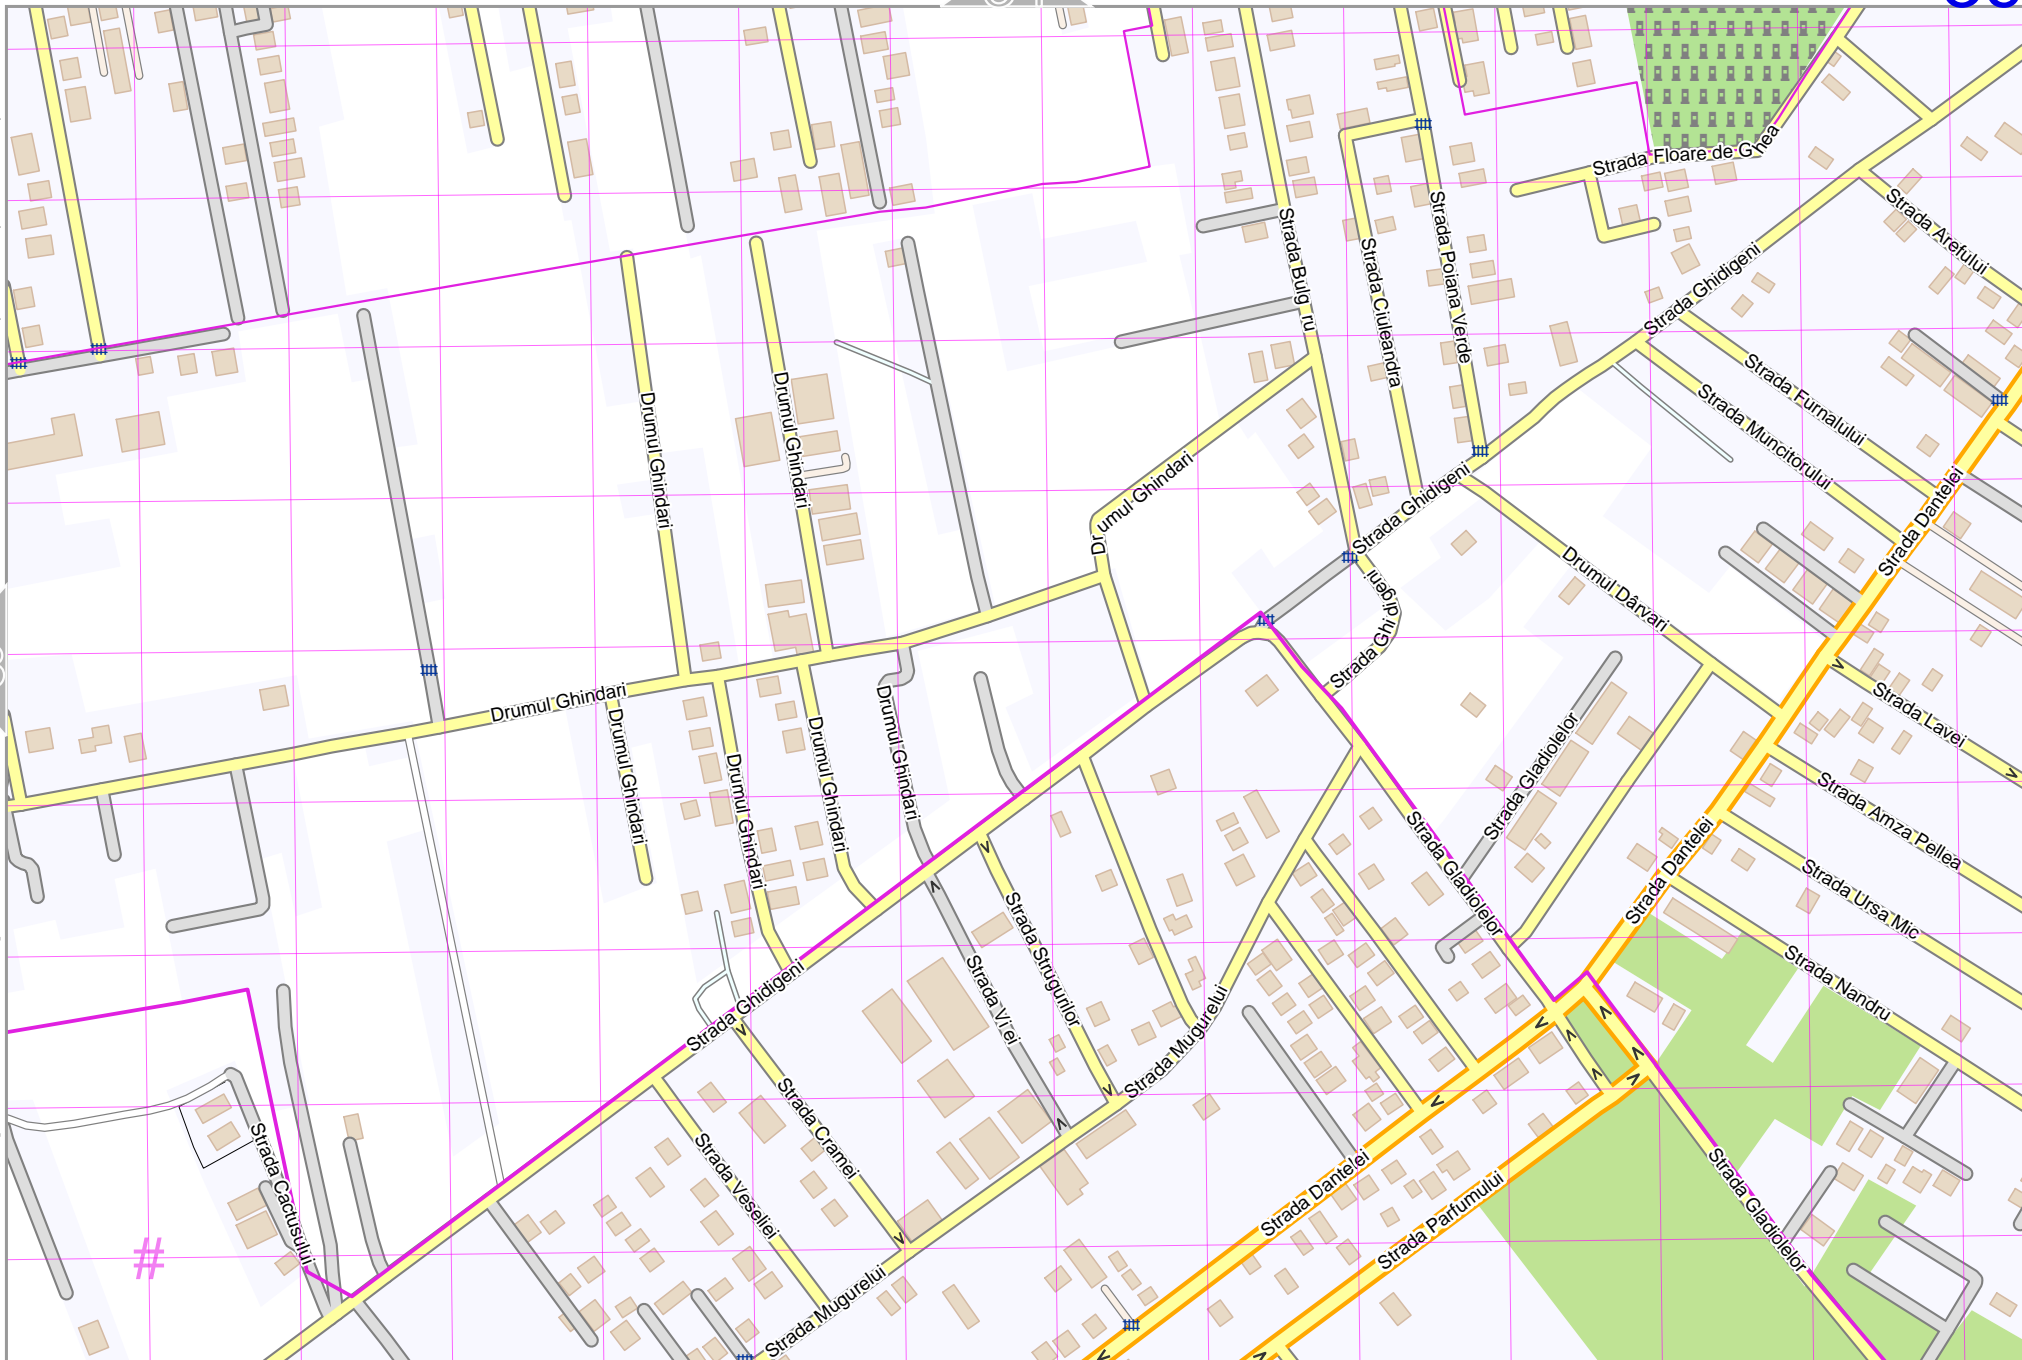 Strada Floare de G hea
Strada Arefului
Strada Bulg ru
Strada Poiana Verde
Strada Ciuleandra
Strada Ghidigeni
Strada Furnalului
Strada Muncitorului
Drumul Ghindari
Drumul Ghindari
Drumul Ghindari
Strada Ghidigeni
Strada Dantelei
Strada Ghidigeni
Drumul Dârvari
Drumul Ghindari
Drumul Ghindari
Drumul Ghindari
Drumul Ghindari
Drumul Ghindari
Strada Lavei
Strada Gladiolelor
Strada Amza Pellea
Strada Gladiolelor
Strada Dantelei
Strada Ursa Mic
Strada Strugurilor
Strada Vi ei
Strada Nandru
Strada Ghidigeni
Strada Mugurelui
Strada Cramei
Strada Veseliei
Strada Cactusului
Strada Dantelei
Strada Parfumului
Strada Gladiolelor
Strada Mugurelui
#